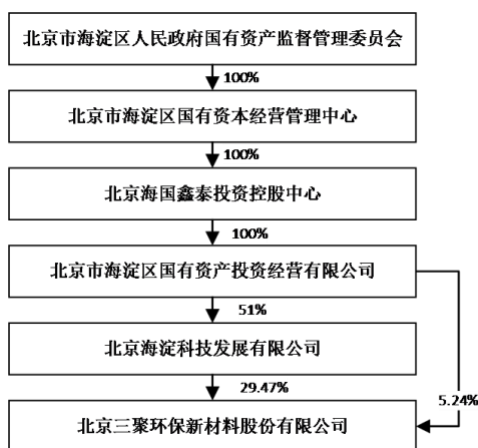 北京市海淀区人民政府国有资产监督管理委员会
100%
北京市海淀区国有资本经营管理中心
100%
北京海国鑫泰投资控股中心
100%
北京市海淀区国有资产投资经营有限公司
51%
北京海淀科技发展有限公司
29.47%
5.24%
北京三聚环保新材料股份有限公司